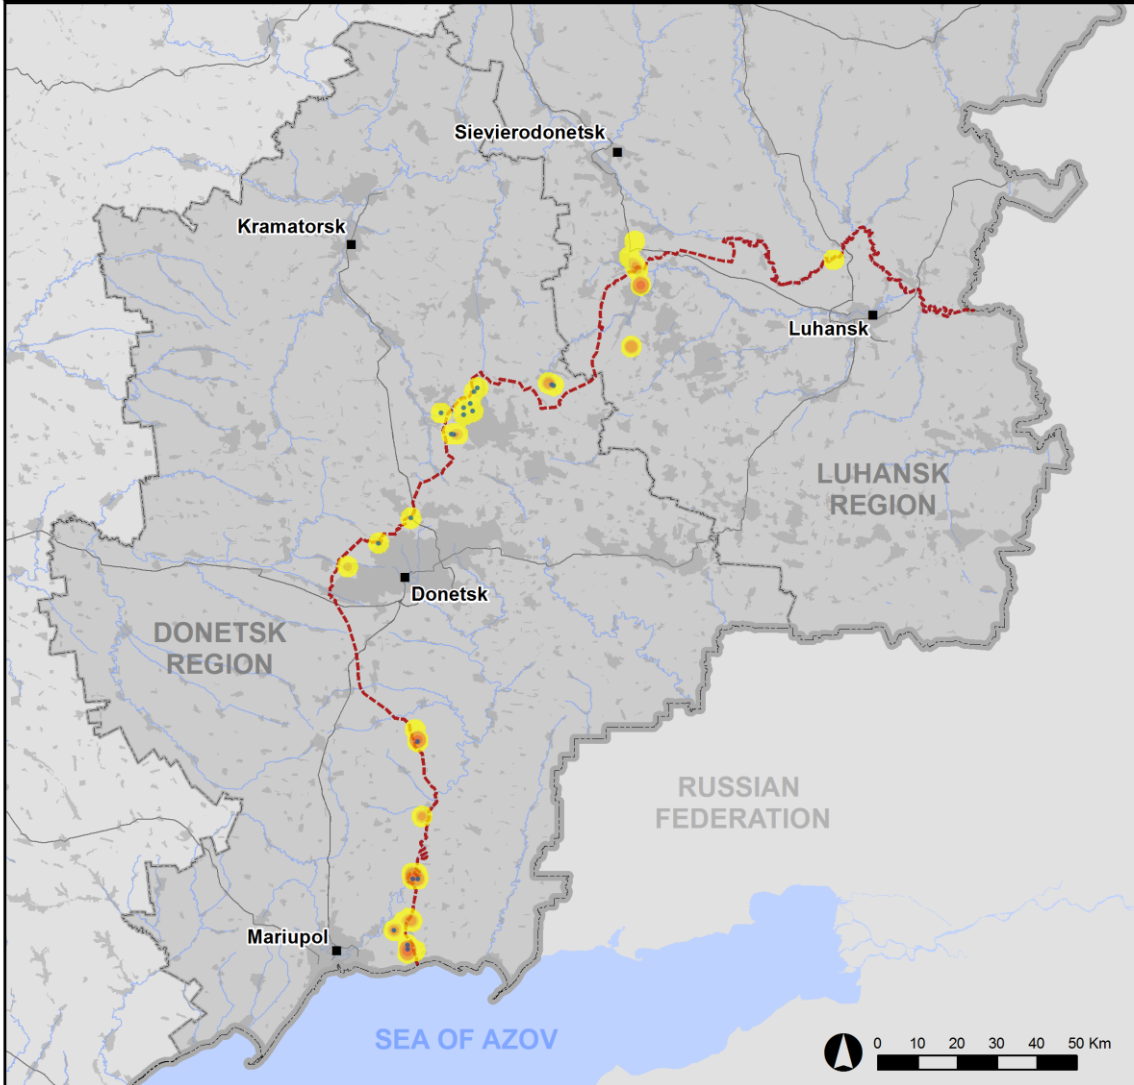 Sievierodonetsk
Kramatorsk
Luhansk
LUHANSK
REGION
Donetsk
DONETSK
REGION
RUSSIAN
FEDERATION
Mariupol
SEA OF AZOV
0 10 20 30 40 50 Km